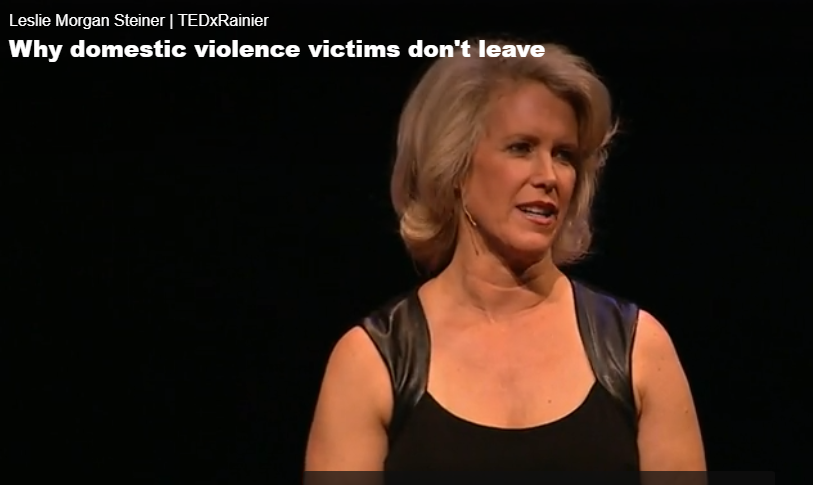 Leslie Morgan Steiner | TEDxRainier
Why domestic violence victims don't leave